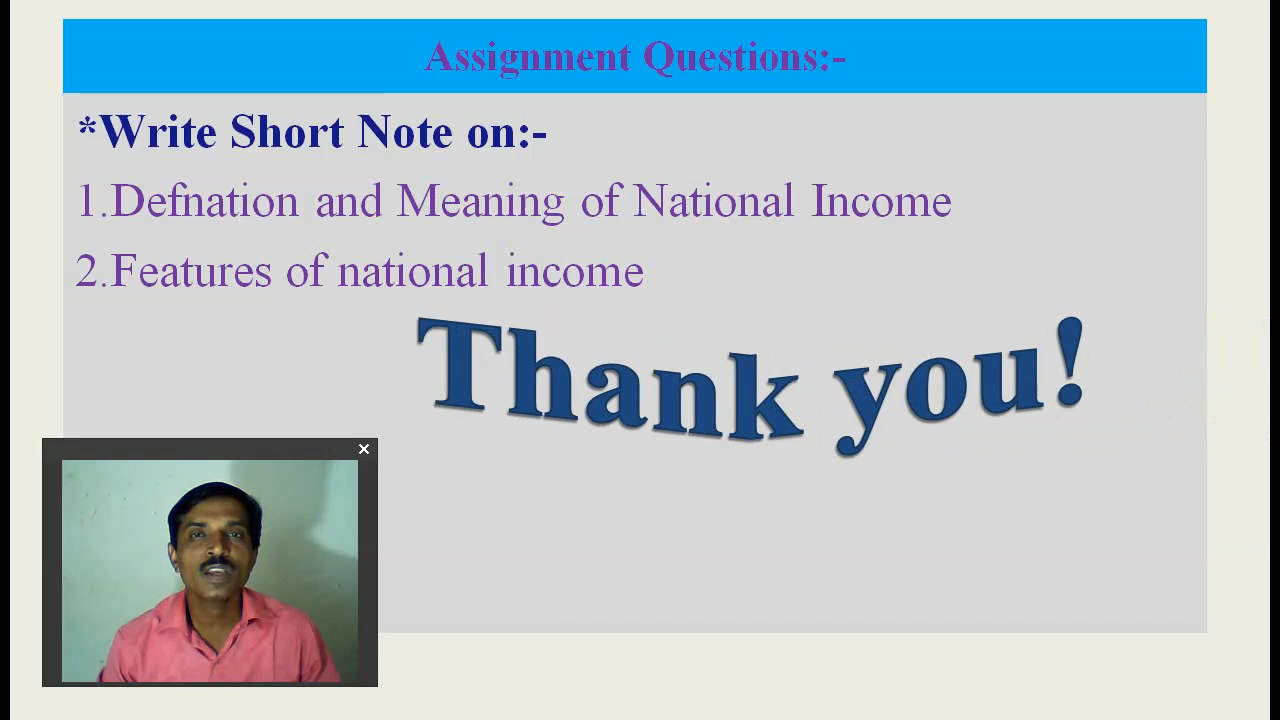 Assignment Questions:-
*Write Short Note on:-
1.Defnation and Meaning of National Income
2.Features of national income
Thank you!